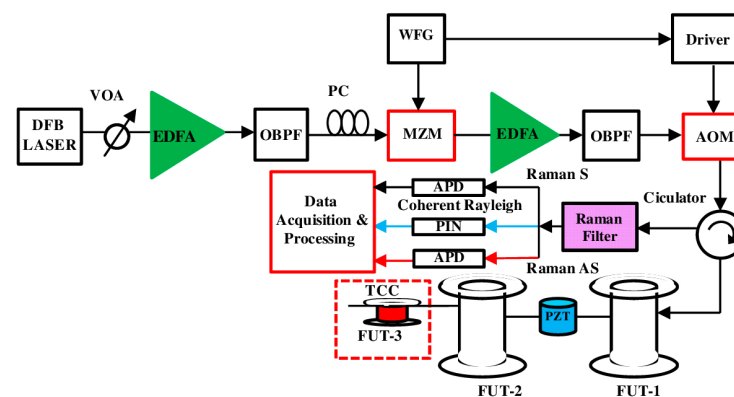 WFG
Driver
PC
VOA
DFB
LASER
EDFA
OBPF
MZM
EDFA
OBPF
AOM
Raman S
Data
Acquisition &
Processing
APD
Coherent Rayleigh
PIN
APD
Raman AS
Raman
Filter
Ciculator
TCC
FUT-3
PZT
FUT-2
FUT-1